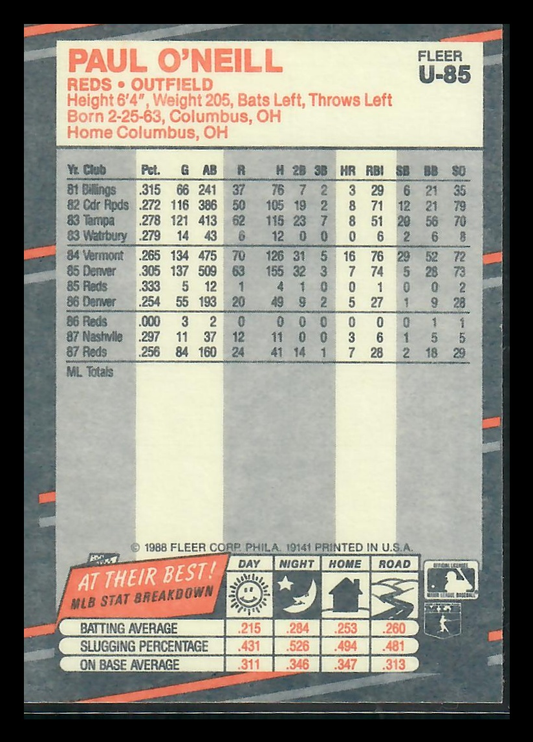 PAUL O'NEILL
FLEER
U-85
REDS • OUTFIELD
Height 6'4", Weight 205, Bats Left, Throws Left
Born 2-25-63, Columbus, OH
Home Columbus, OH
Yr. Club Pct. G AB R H 2B 3B HR RBI SB BB SO
81 Billings .315 66 241 37 76 7 2 3 29 6 21 35
82 Cdr Rpds .272 116 386 50 105 19 2 8 71 12 21 79
83 Tampa .278 121 413 62 115 23 7 8 51 20 56 70
83 Watrbury .279 14 43 6 12 0 0 0 6 2 6 8
84 Vermont .265 134 475 70 126 31 5 16 76 29 52 72
85 Denver .305 137 509 63 155 32 3 7 74 5 28 73
85 Reds .333 5 12 1 4 1 0 0 1 0 0 2
86 Denver .254 55 193 20 49 9 2 5 27 1 9 28
86 Reds .000 3 2 0 0 0 0 0 0 0 1 1
87 Nashvlle .297 11 37 12 11 0 0 3 6 1 5 5
87 Reds .256 84 160 24 41 14 1 7 28 2 18 29
ML Totals
© 1988 FLEER CORP. PHILA. 19141 PRINTED IN U.S.A.
AT THEIR BEST!
MLB STAT BREAKDOWN
DAY NIGHT HOME ROAD
BATTING AVERAGE .215 .284 .253 .260
SLUGGING PERCENTAGE .431 .526 .494 .481
ON BASE AVERAGE .311 .346 .347 .313
MAJOR LEAGUE BASEBALL